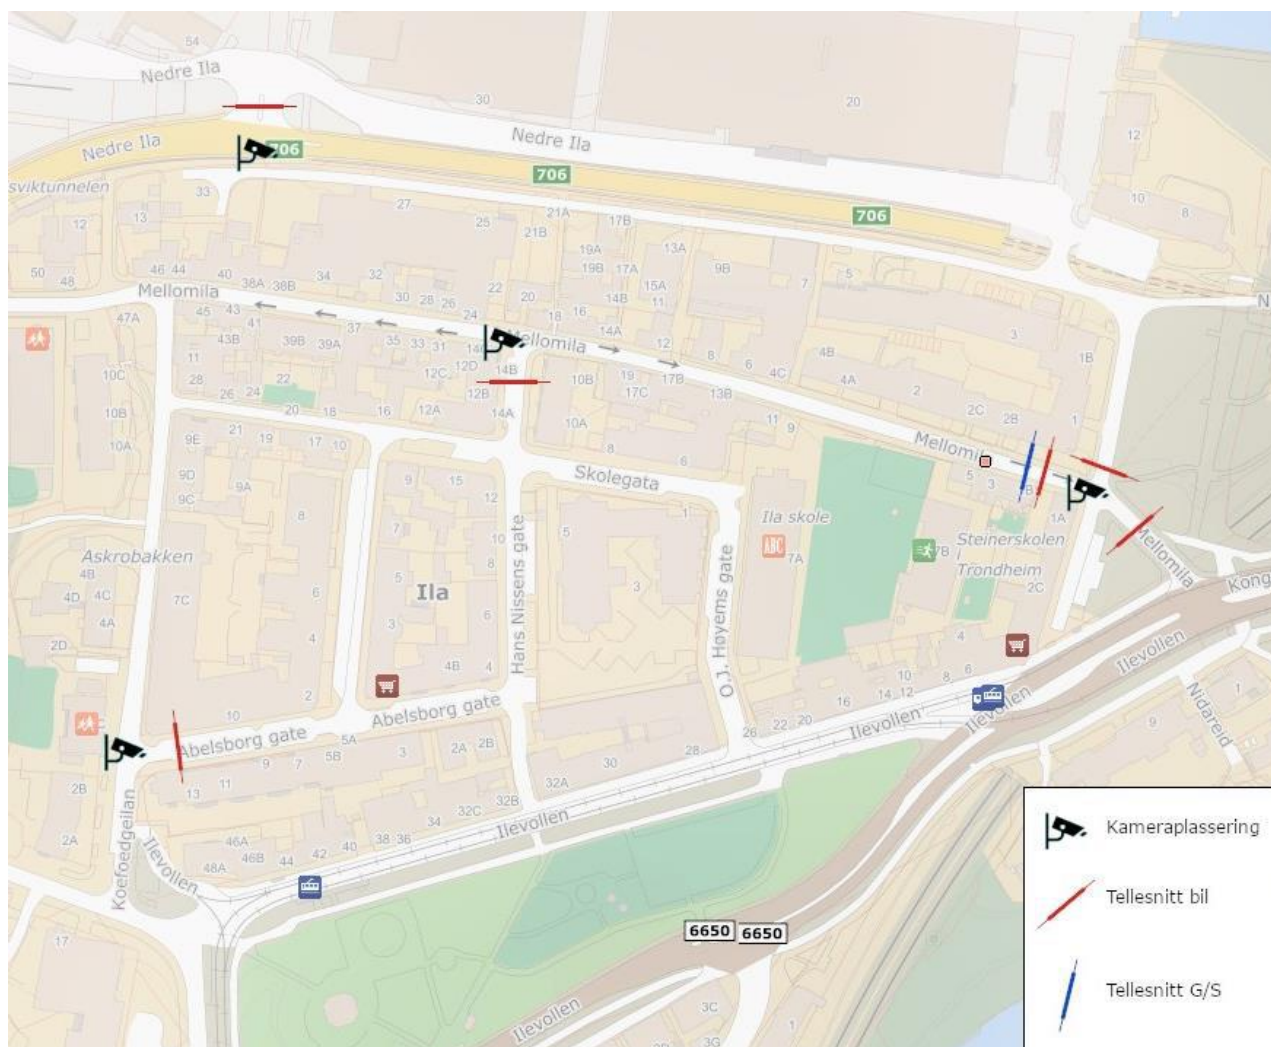 54
Nedre Ila
30
20
Nedre Ila
12
Nedre Ila
706
706
706
sviktunnelen
33
13
12
27
25
21A
21B
17B
10
8
50
48
46 44
40
38A 38B
34
32
30
28
26
24
22
20
18
16
19A
19B
17A
14B
14A
13A
15A
11
12
9B
7
5
3
1B
Mellomila
47A
45
43
41
43B
39B
39A
37
35
33
31
Mellomila
8
6
4C
4B
4A
2
2C
2B
1
11
28
26
24
22
20
18
16
12A
12C
12D
12B
14B
14A
10B
10A
19
17C
17B
13B
11
9
8
6
10C
10B
10A
9E
9D
9C
9A
21
19
17
10
8
6
4
2
7C
9
15
12
7
10
8
5
6
3
4B
4
Skolegata
1
5
3
Ila skole
ABC
7A
7B
Mellomila
5
3
1A
Steinerskolen
i
Trondheim
2C
Mellomila
Kong
Askrobakken
4B
4D
4C
4A
2D
Ila
Hans Nissens gate
O.J. Høyems gate
4
6
8
10
12
14
16
20
22
26
28
30
32A
Ilevollen
Ilevollen
Ilevollen
Nidareid
1
9
10
Abelsborg gate
Abelsborg gate
5A
5B
3
2A
2B
13
11
9
7
2B
2A
Koefoedgeilan
Ilevollen
46A
46B
48A
44
42
40
38
36
34
32C
32B
Ilevollen
17
6650
6650
Ilevollen
3C
3G
1
Kameraplassering
Tellesnitt bil
Tellesnitt G/S